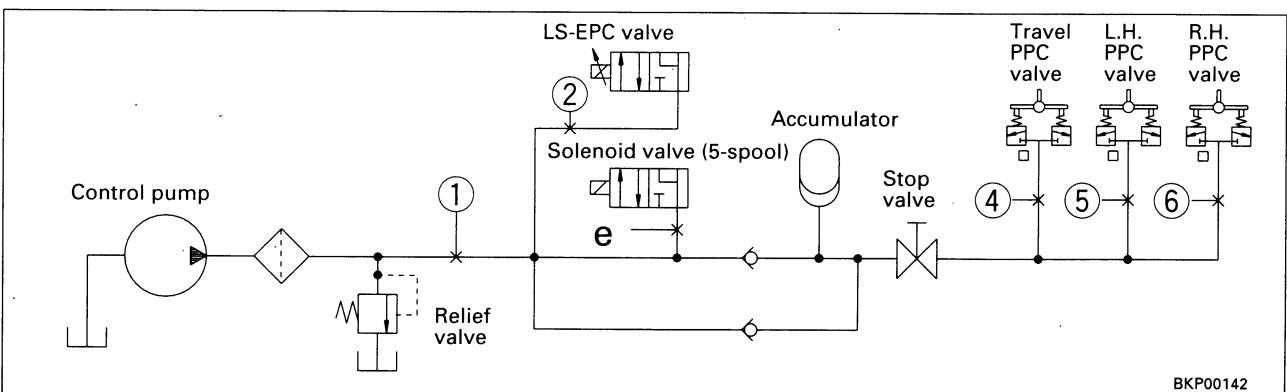 LS-EPC valve
2
Solenoid valve (5-spool)
e
Control pump
1
Relief
valve
Accumulator
Stop
valve
Travel
PPC
valve
L.H.
PPC
valve
R.H.
PPC
valve
4
5
6
BKP00142